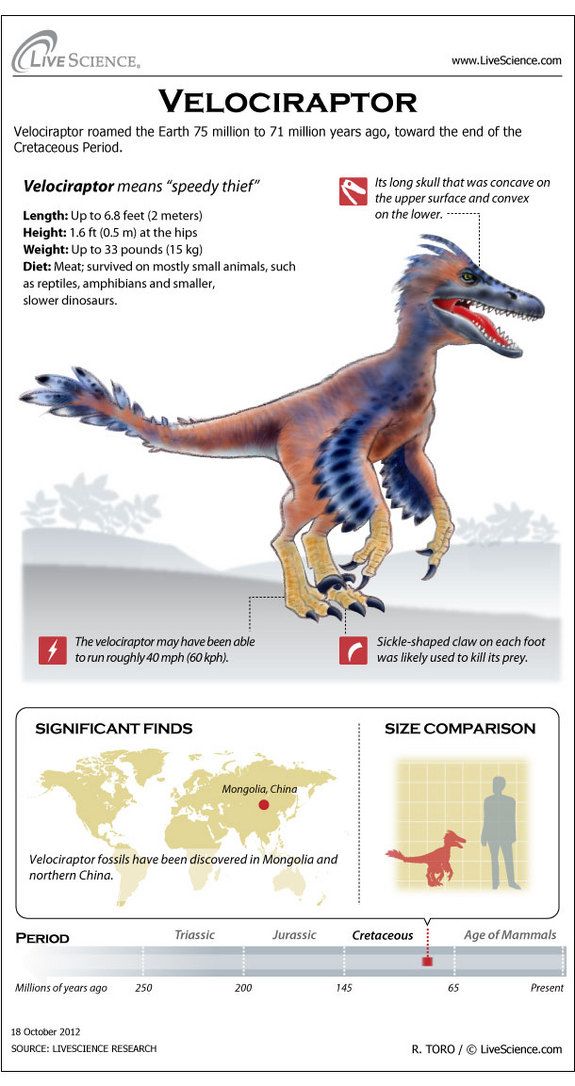 LIVESCIENCE®
www.LiveScience.com
VELOCIRAPTOR
Velociraptor roamed the Earth 75 million to 71 million years ago, toward the end of the
Cretaceous Period.
Velociraptor means “speedy thief”
Length: Up to 6.8 feet (2 meters)
Height: 1.6 ft (0.5 m) at the hips
Weight: Up to 33 pounds (15 kg)
Diet: Meat; survived on mostly small animals, such
as reptiles, amphibians and smaller,
slower dinosaurs.
Its long skull that was concave on
the upper surface and convex
on the lower.
The velociraptor may have been able
to run roughly 40 mph (60 kph).
Sickle-shaped claw on each foot
was likely used to kill its prey.
SIGNIFICANT FINDS
Mongolia, China
Velociraptor fossils have been discovered in Mongolia and
northern China.
SIZE COMPARISON
PERIOD
Triassic
Jurassic
Cretaceous
Age of Mammals
Millions of years ago
250
200
145
65
Present
18 October 2012
SOURCE: LIVESCIENCE RESEARCH
R. TORO / © LiveScience.com